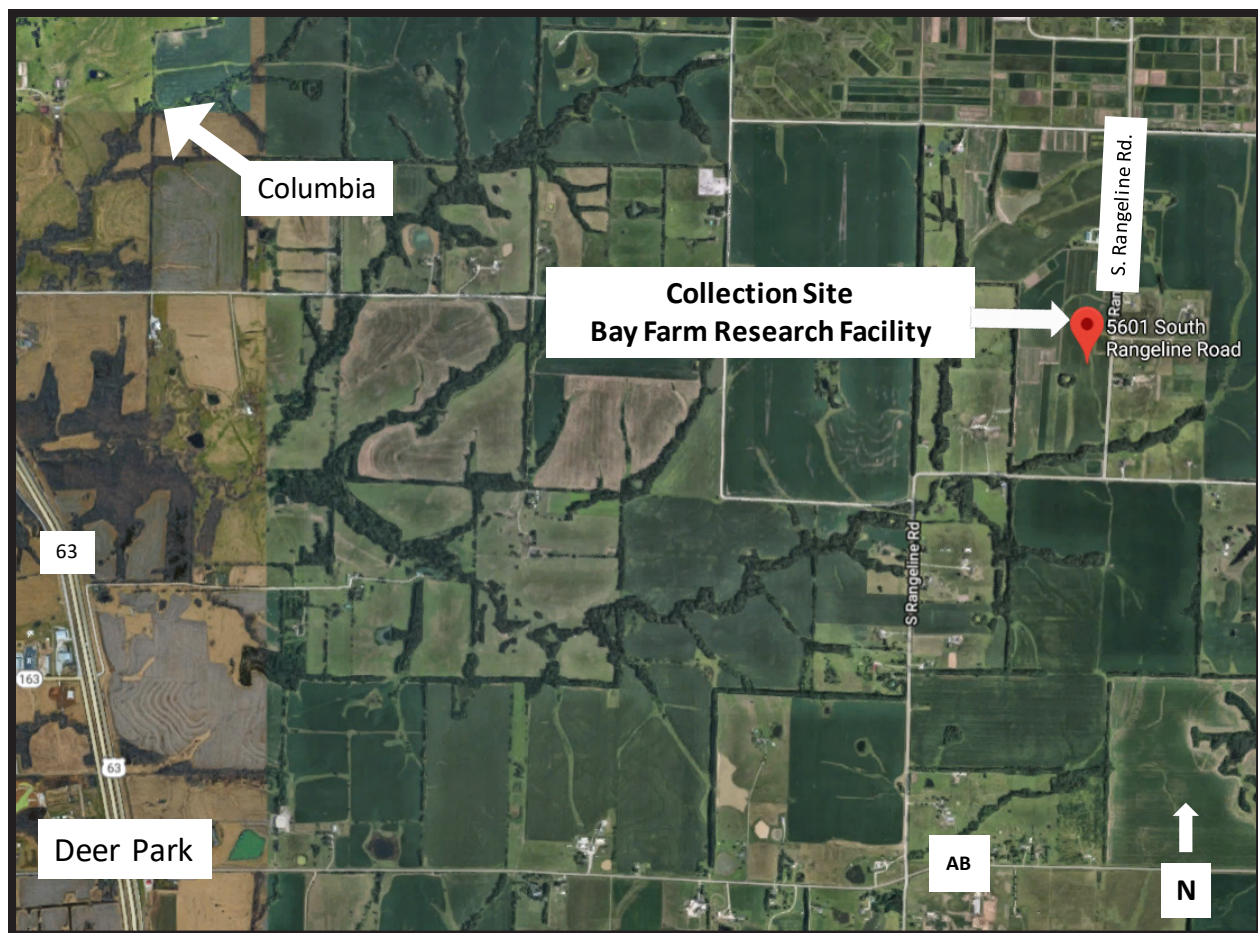 Columbia
S. Rangeline Rd.
Collection Site
Bay Farm Research Facility
Ran
5601 South
Rangeline Road
63
S Rangeline Rd
163
63
Deer Park
AB
N